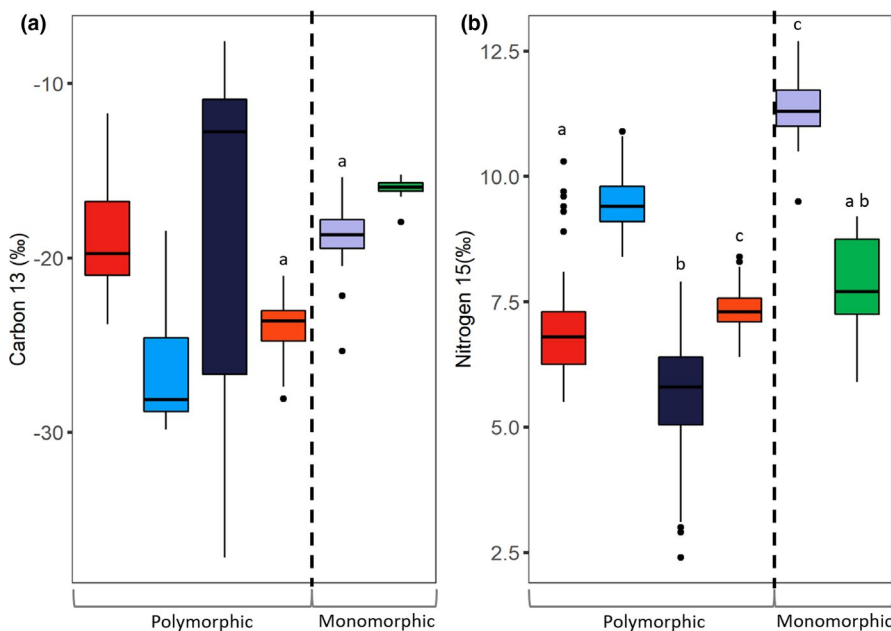 (a)
Carbon 13 (‰)
-10
-20
-30
a
a
Polymorphic
Monomorphic
(b)
Nitrogen 15(‰)
12.5
10.0
7.5
5.0
2.5
a
b
c
c
a b
Polymorphic
Monomorphic